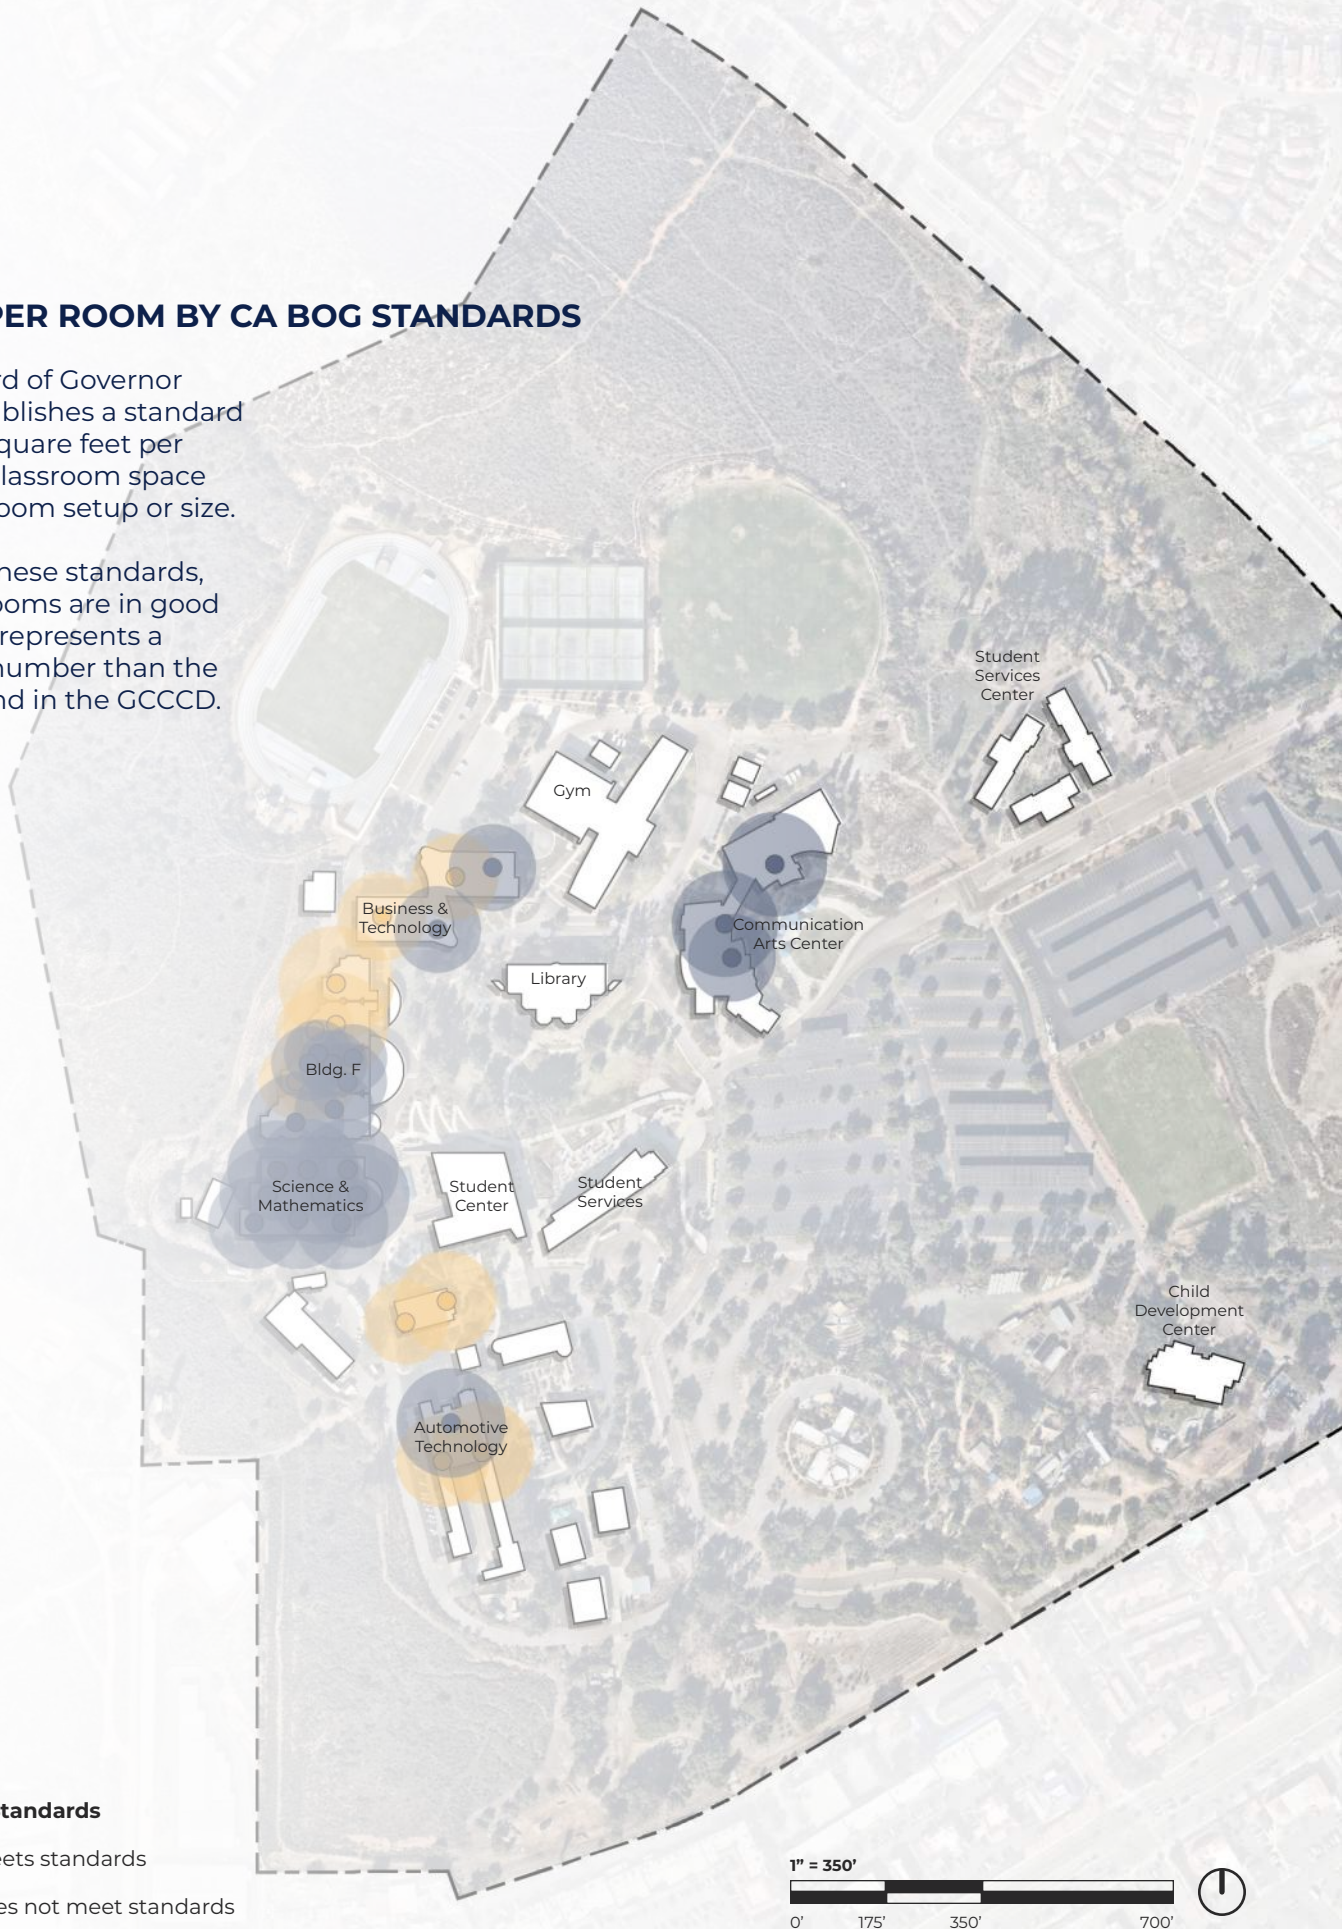 PER ROOM BY CA BOG STANDARDS
rd of Governor
blishes a standard
quare feet per
lassroom space
oom setup or size.
hese standards,
ooms are in good
represents a
number than the
nd in the GCCCD.
Student
Services
Center
Gym
Business &
Technology
Communication
Arts Center
Library
Bldg. F
Science &
Mathematics
Student
Center
Student
Services
Child
Development
Center
Automotive
Technology
tandards
ets standards
es not meet standards
1” = 350’
0’ 175’ 350’ 700’